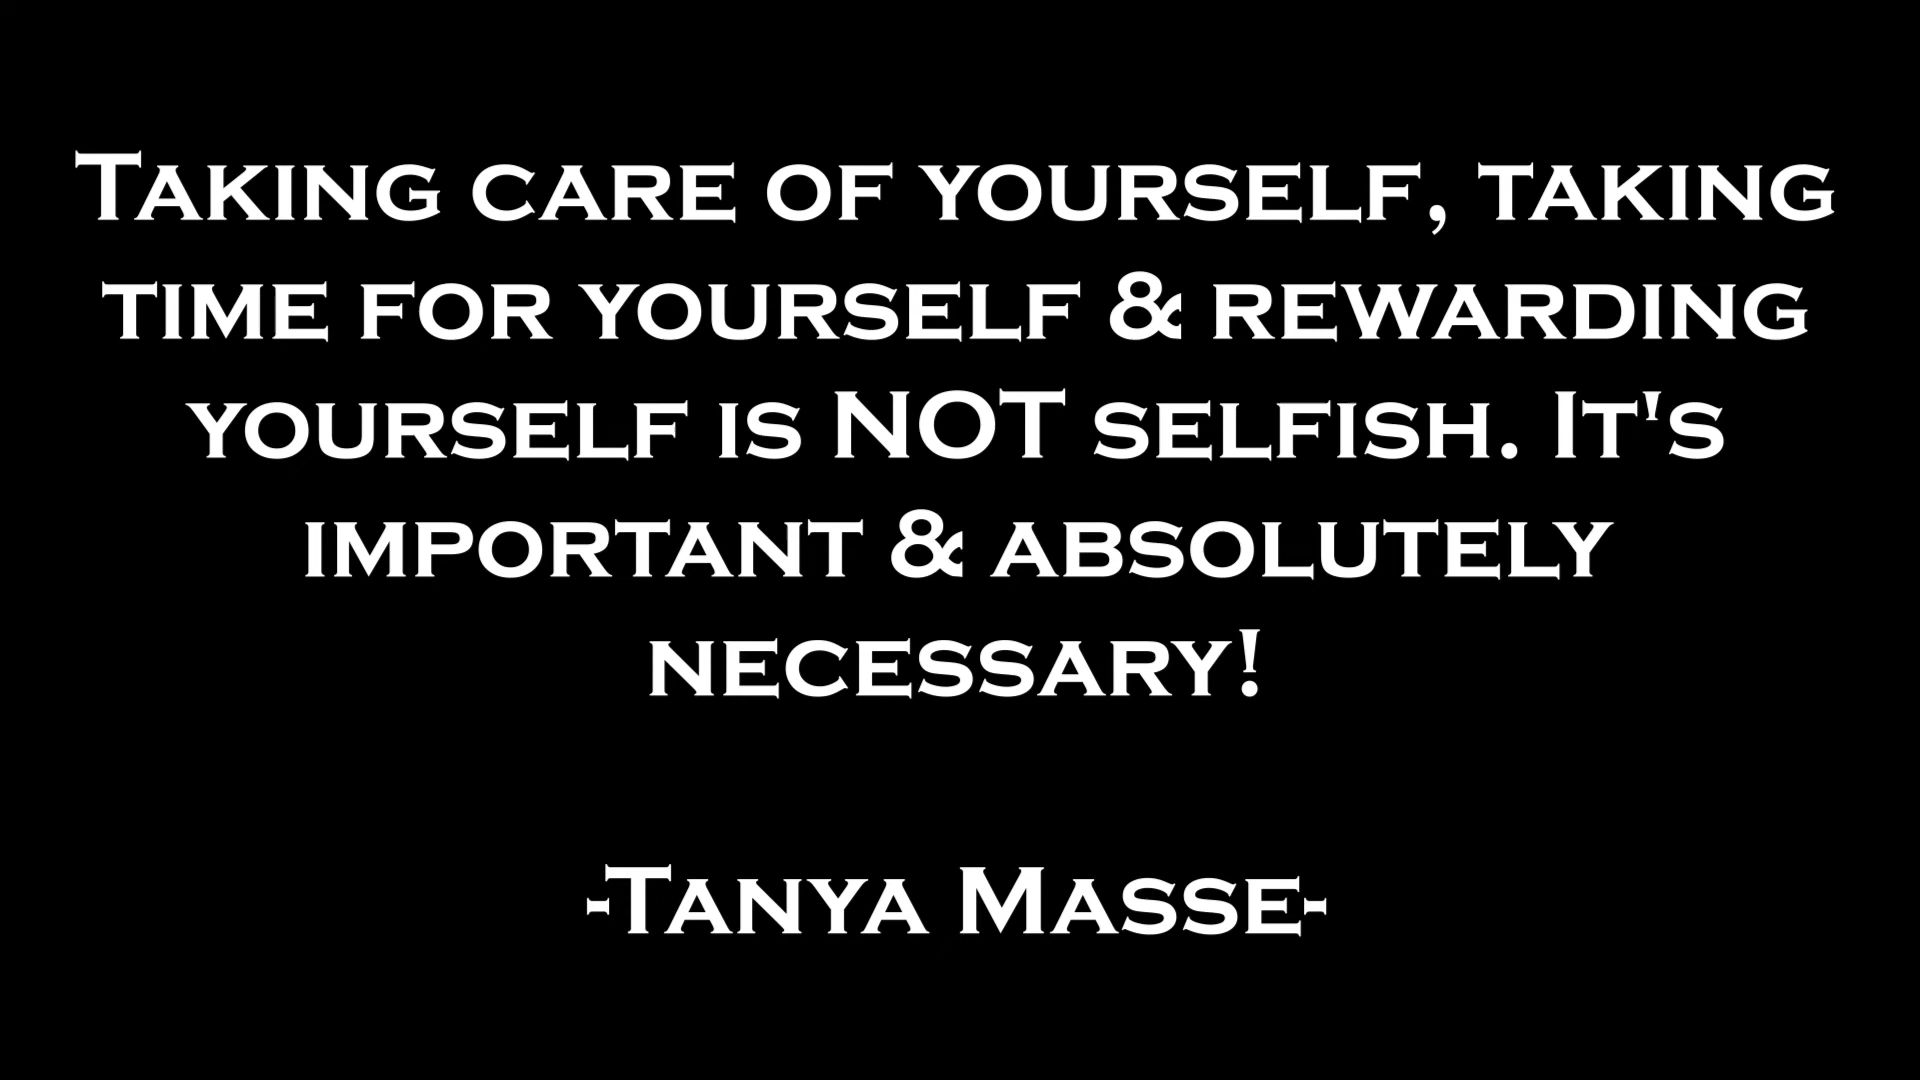 Taking care of yourself, taking
time for yourself & rewarding
yourself is NOT selfish. It's
important & absolutely
necessary!
-Tanya Masse-